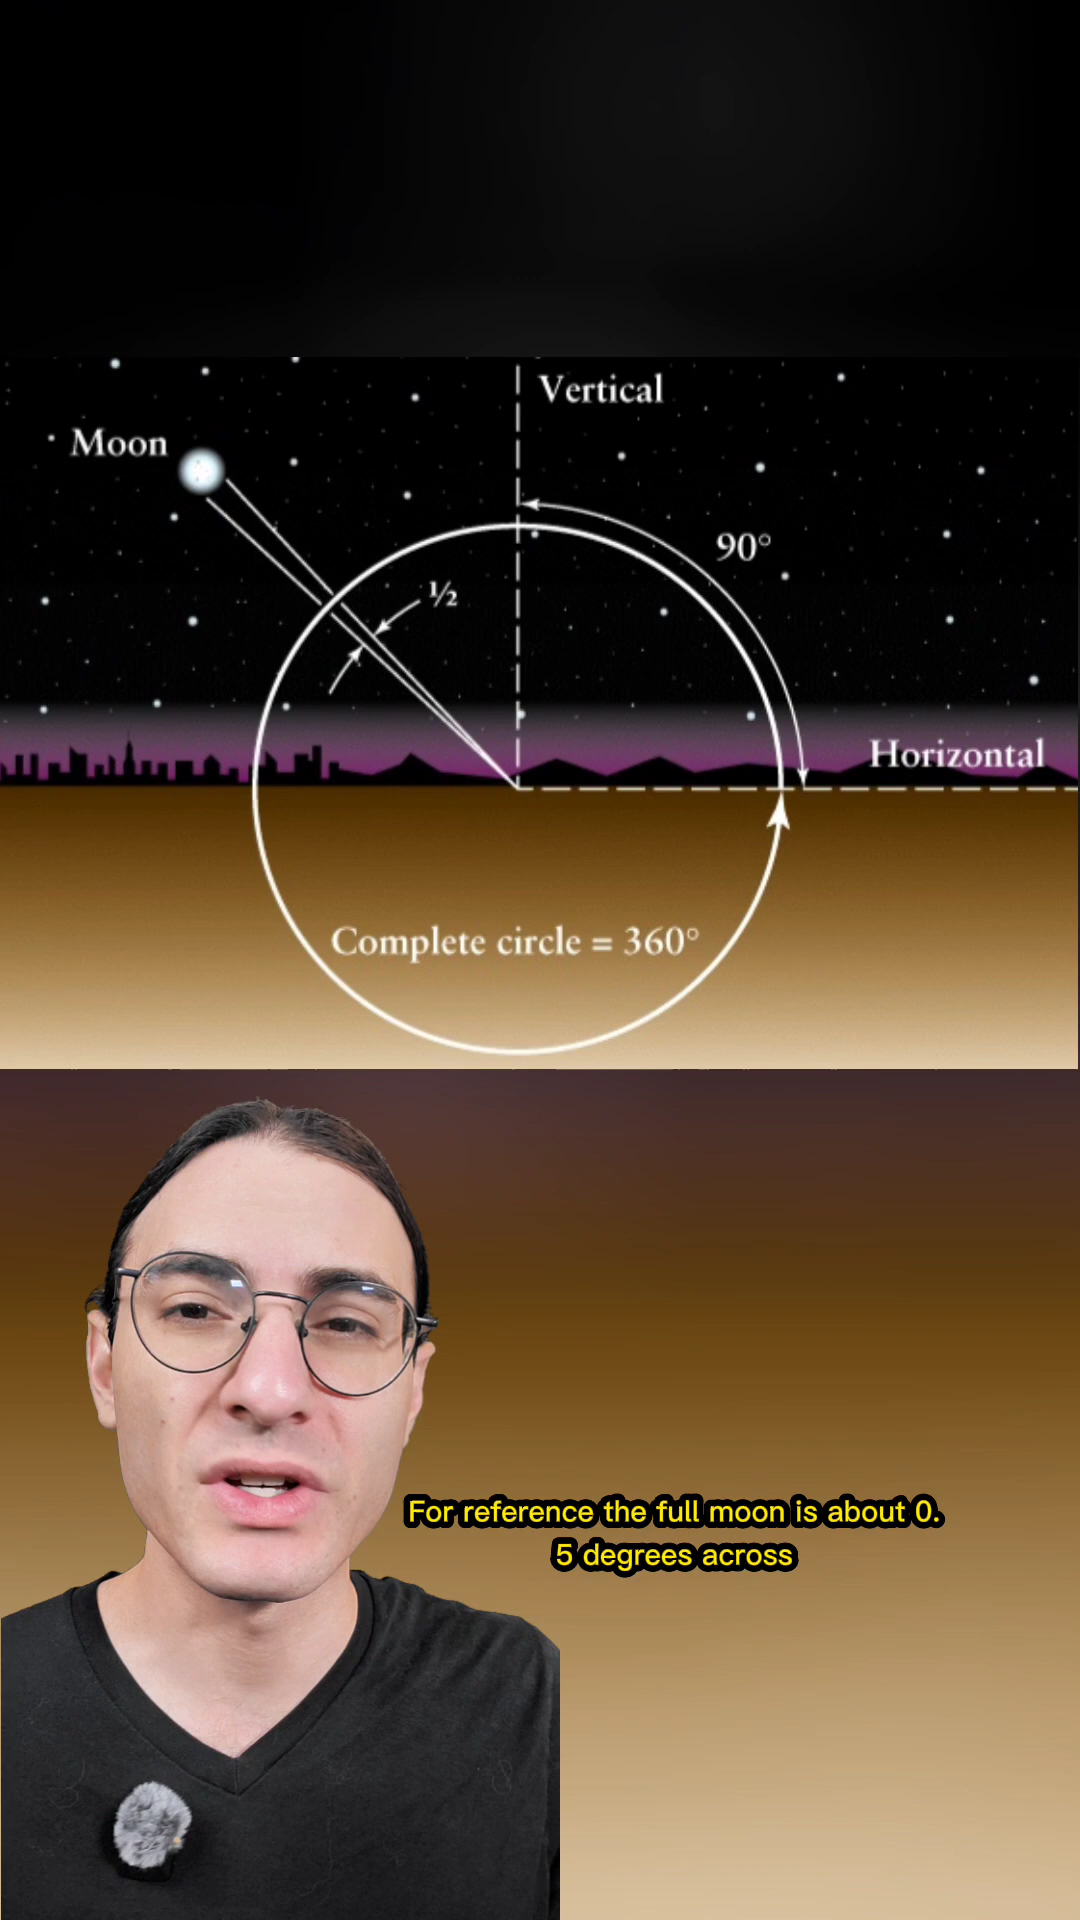 Vertical
Moon
90°
½
Horizontal
Complete circle = 360°
For reference the full moon is about 0.
5 degrees across